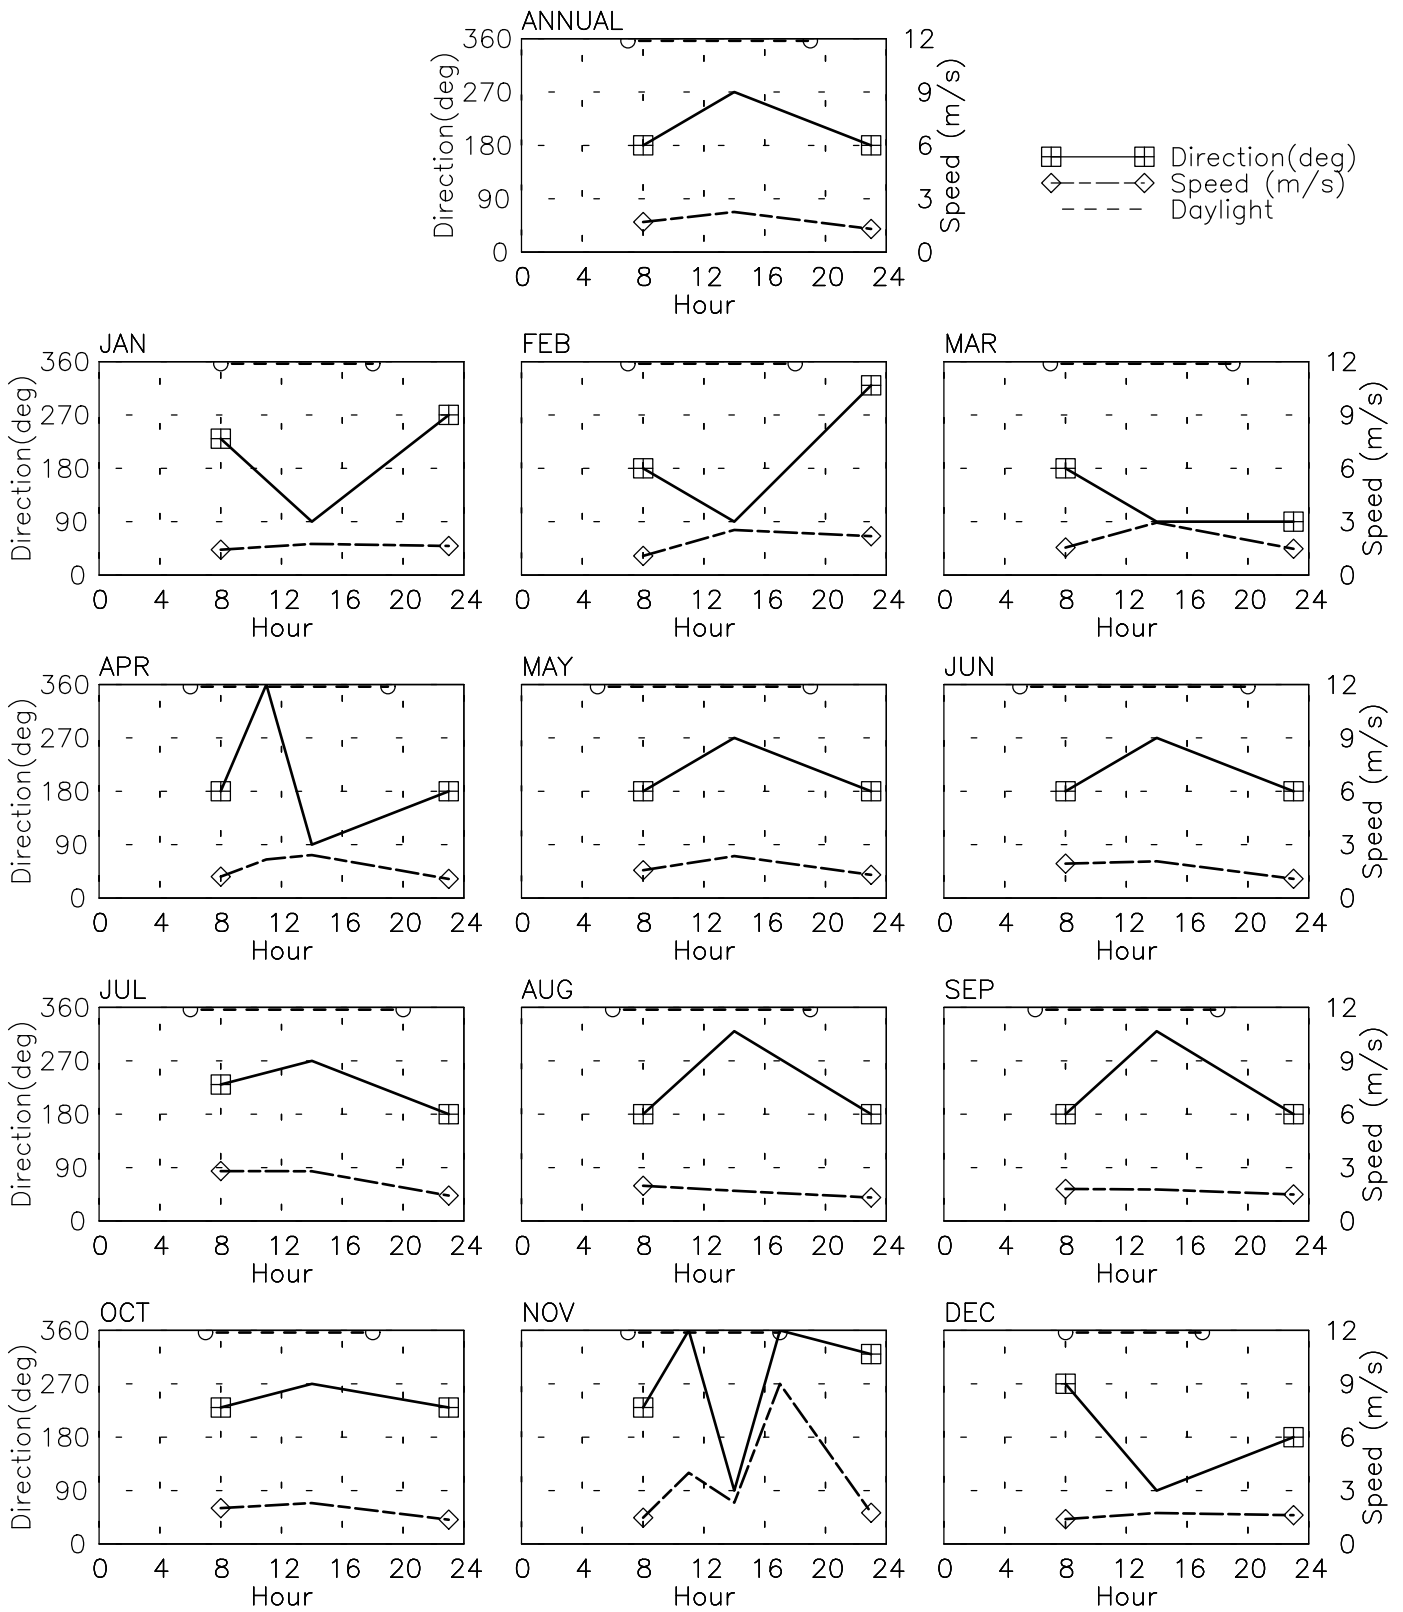 ANNUAL
360 12
270 9
180 6
90 3
0 0
Direction(deg)
Speed (m/s)
0 4 8 12 16 20 24
Hour
Direction(deg)
Speed (m/s)
Daylight
JAN FEB MAR
360 12
270 9
180 6
90 3
0 0
Direction(deg)
Speed (m/s)
0 4 8 12 16 20 24 0 4 8 12 16 20 24 0 4 8 12 16 20 24
Hour Hour Hour
APR MAY JUN
360 12
270 9
180 6
90 3
0 0
Direction(deg)
Speed (m/s)
0 4 8 12 16 20 24 0 4 8 12 16 20 24 0 4 8 12 16 20 24
Hour Hour Hour
JUL AUG SEP
360 12
270 9
180 6
90 3
0 0
Direction(deg)
Speed (m/s)
0 4 8 12 16 20 24 0 4 8 12 16 20 24 0 4 8 12 16 20 24
Hour Hour Hour
OCT NOV DEC
360 12
270 9
180 6
90 3
0 0
Direction(deg)
Speed (m/s)
0 4 8 12 16 20 24 0 4 8 12 16 20 24 0 4 8 12 16 20 24
Hour Hour Hour